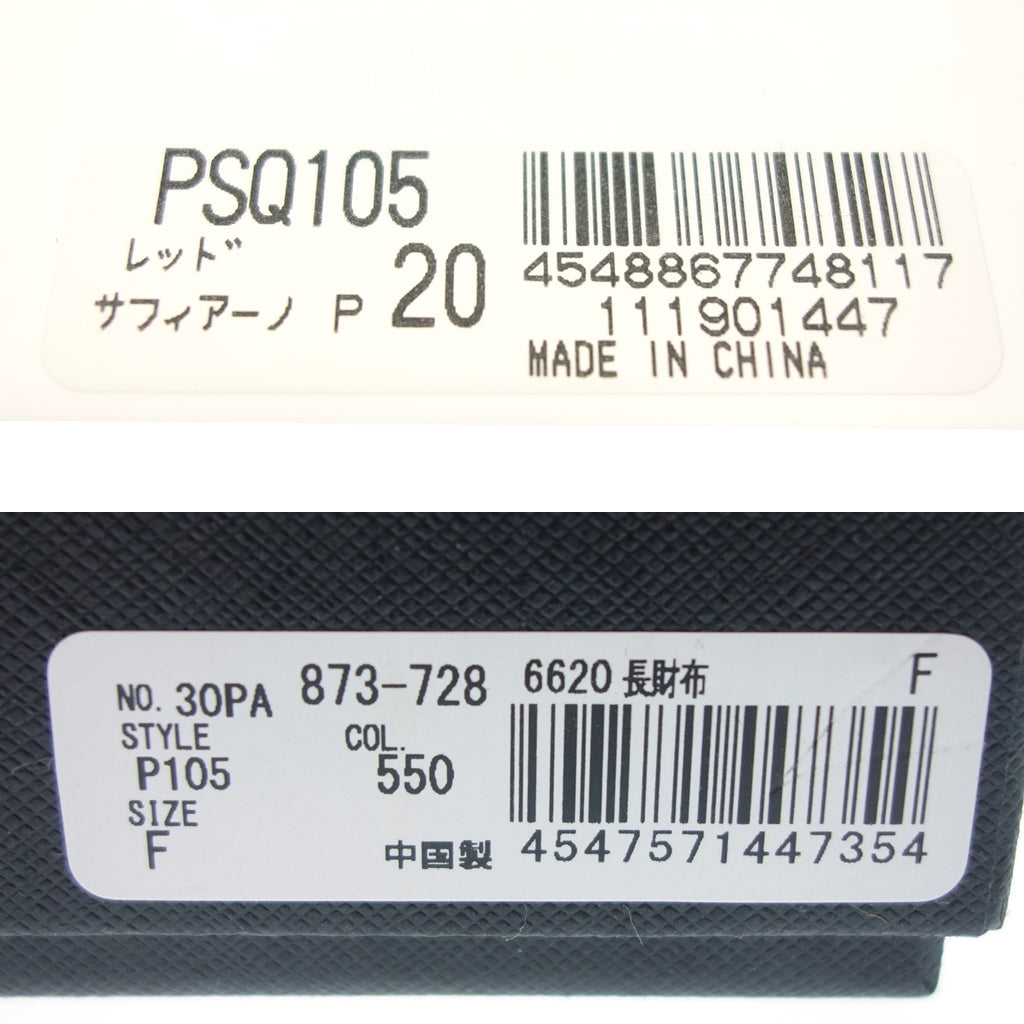 PSQ105
レッド
サフィアーノ P 20
4548867748117
111901447
MADE IN CHINA
NO. 30PA 873-728 6620 長財布 F
STYLE COL.
P105 550
SIZE
F
中国製 4547571447354